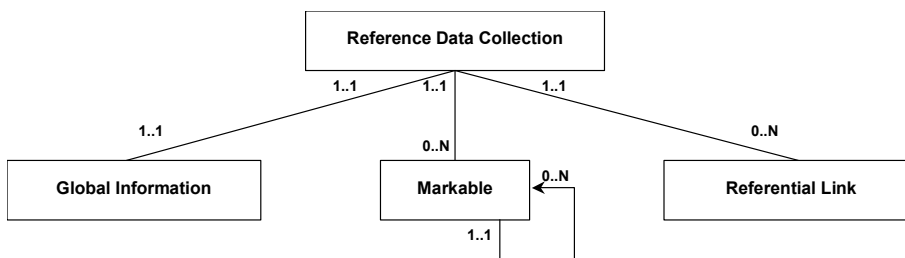 Reference Data Collection
1..1
1..1
1..1
1..1
0..N
0..N
Global Information
Markable
0..N
Referential Link
1..1